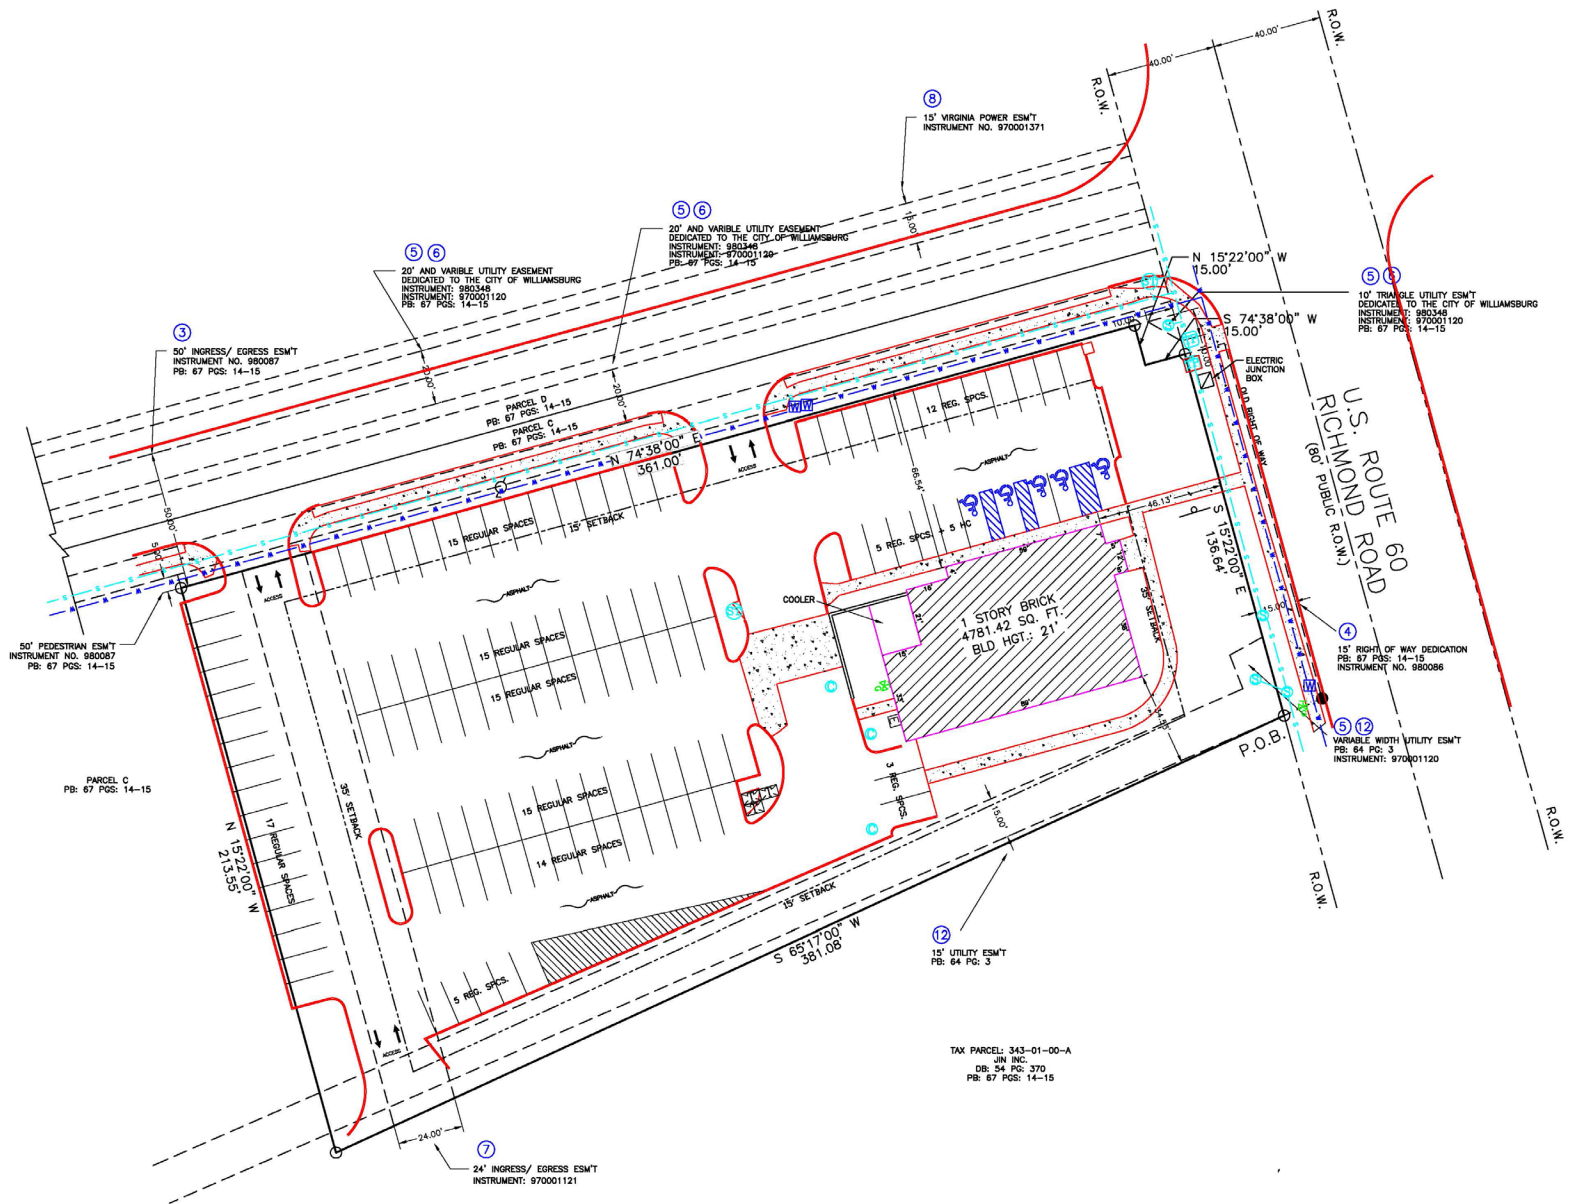 R.O.W.
40.00'
40.00'
R.O.W.
8
15' VIRGINIA POWER ESM'T
INSTRUMENT NO. 970001371
15.00'
5 6
20' AND VARIBLE UTILITY EASEMENT
DEDICATED TO THE CITY OF WILLIAMSBURG
INSTRUMENT: 980348
INSTRUMENT: 970001120
PB: 67 PGS: 14-15
5 6
20' AND VARIBLE UTILITY EASEMENT
DEDICATED TO THE CITY OF WILLIAMSBURG
INSTRUMENT: 980348
INSTRUMENT: 970001120
PB: 67 PGS: 14-15
3
50' INGRESS/ EGRESS ESM'T
INSTRUMENT NO. 980087
PB: 67 PGS: 14-15
N 15°22'00" W
15.00'
S 74°38'00" W
15.00'
5 6
10' TRIANGLE UTILITY ESM'T
DEDICATED TO THE CITY OF WILLIAMSBURG
INSTRUMENT: 980348
INSTRUMENT: 970001120
PB: 67 PGS: 14-15
10.00'
ELECTRIC
JUNCTION
BOX
OLD RIGHT OF WAY
U.S. ROUTE 60
RICHMOND ROAD
(80' PUBLIC R.O.W.)
20.00'
20.00'
PARCEL D
PB: 67 PGS: 14-15
PARCEL C
PB: 67 PGS: 14-15
N 74°38'00" E
361.00'
W W
ACCESS
12 REG. SPCS.
ASPHALT
66.54'
50.00'
15 REGULAR SPACES
15' SETBACK
5 REG. SPCS. + 5 HC
46.13'
S 15°22'00" E
136.64'
ACCESS
50' PEDESTRIAN ESM'T
INSTRUMENT NO. 980087
PB: 67 PGS: 14-15
ASPHALT
15 REGULAR SPACES
15 REGULAR SPACES
COOLER
1 STORY BRICK
4781.42 SQ. FT.
BLD HGT.: 21'
21'
15'
33'
35' SETBACK
15.00'
4
15' RIGHT OF WAY DEDICATION
PB: 67 PGS: 14-15
INSTRUMENT NO. 980086
W
5 12
VARIABLE WIDTH UTILITY ESM'T
PB: 64 PG: 3
INSTRUMENT: 970001120
P.O.B.
E
3 REG. SPCS.
15.00'
ASPHALT
PARCEL C
PB: 67 PGS: 14-15
35' SETBACK
15 REGULAR SPACES
14 REGULAR SPACES
17 REGULAR SPACES
N 15°22'00" W
213.55'
ASPHALT
15' SETBACK
S 65°17'00" W
381.08'
5 REG. SPCS.
12
15' UTILITY ESM'T
PB: 64 PG: 3
R.O.W.
R.O.W.
ACCESS
TAX PARCEL: 343-01-00-A
JIN INC.
DB: 54 PG: 370
PB: 67 PGS: 14-15
24.00'
7
24' INGRESS/ EGRESS ESM'T
INSTRUMENT: 970001121